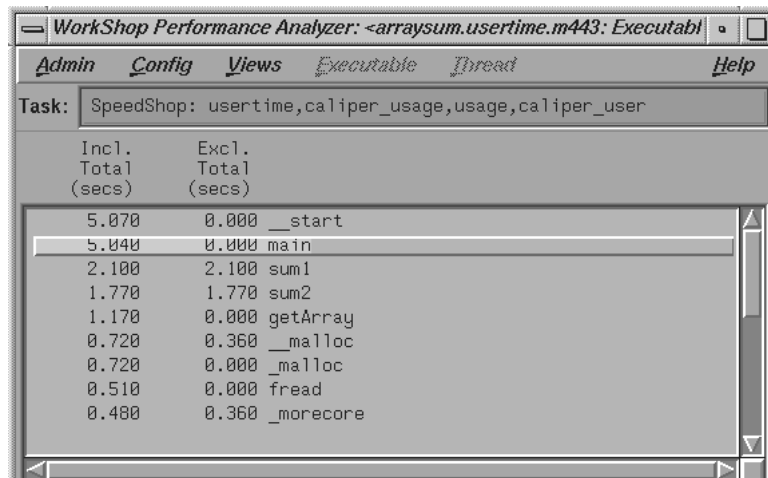 WorkShop Performance Analyzer: <arraysum.usertime.m443: Executabl
Admin Config Views Executable Thread Help
Task: SpeedShop: usertime,caliper_usage,usage,caliper_user
Incl. Excl.
Total Total
(secs) (secs)
5.070 0.000 __start
5.040 0.000 main
2.100 2.100 sum1
1.770 1.770 sum2
1.170 0.000 getArray
0.720 0.360 __malloc
0.720 0.000 _malloc
0.510 0.000 fread
0.480 0.360 _morecore